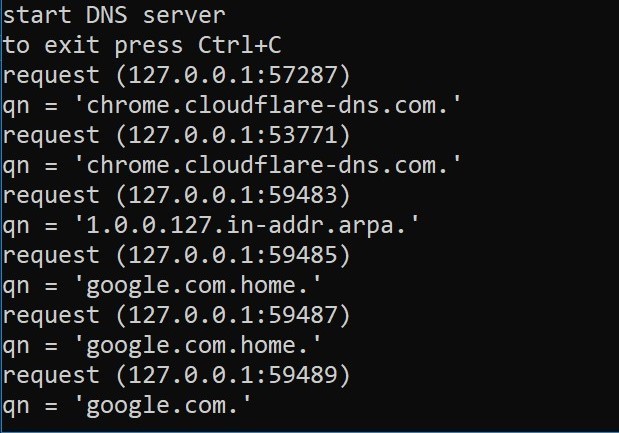 start DNS server
to exit press Ctrl+C
request (127.0.0.1:57287)
qn = 'chrome.cloudflare-dns.com.'
request (127.0.0.1:53771)
qn = 'chrome.cloudflare-dns.com.'
request (127.0.0.1:59483)
qn = '1.0.0.127.in-addr.arpa.'
request (127.0.0.1:59485)
qn = 'google.com.home.'
request (127.0.0.1:59487)
qn = 'google.com.home.'
request (127.0.0.1:59489)
qn = 'google.com.'